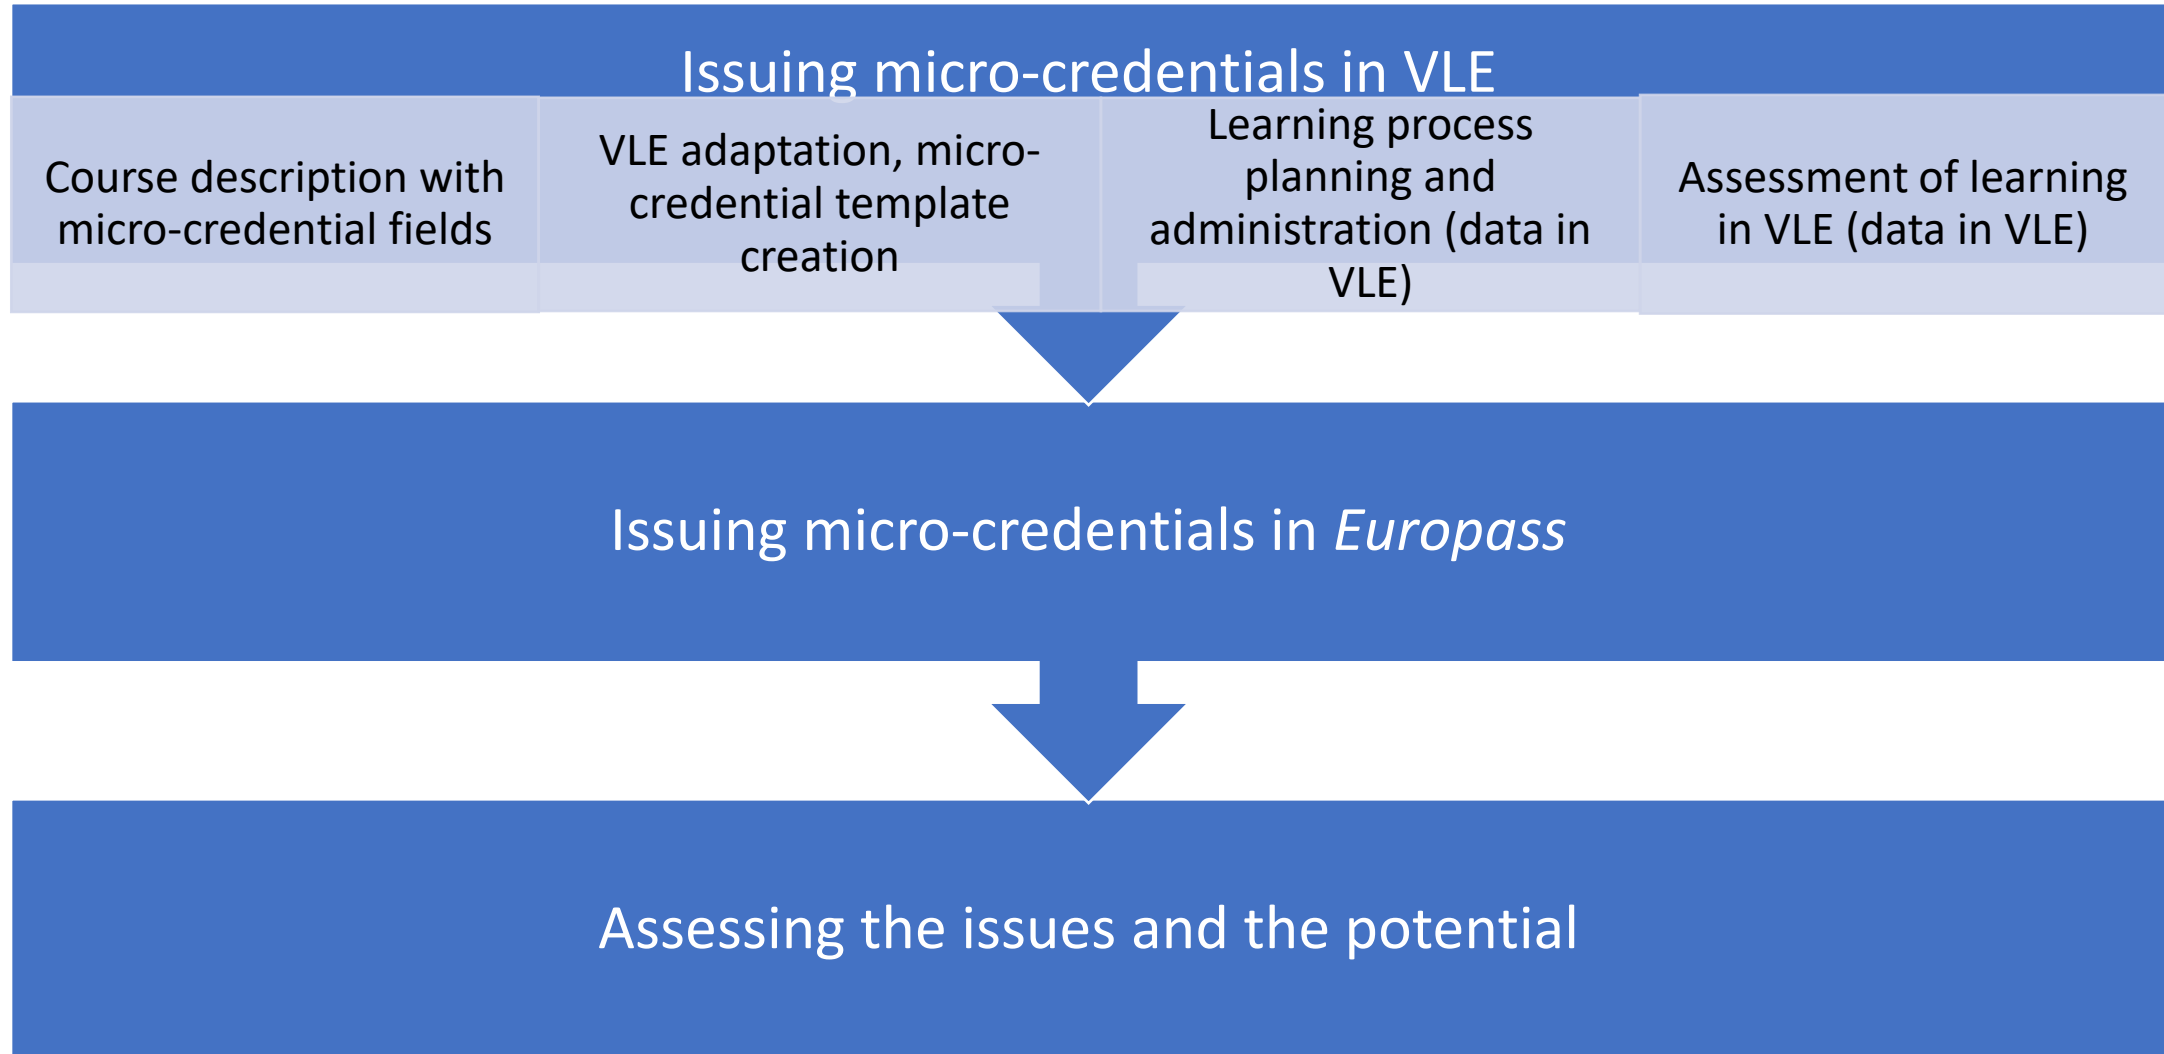 Issuing micro-credentials in VLE
Course description with
micro-credential fields
VLE adaptation, micro-
credential template
creation
Learning process
planning and
administration (data in
VLE)
Assessment of learning
in VLE (data in VLE)
Issuing micro-credentials in Europass
Assessing the issues and the potential